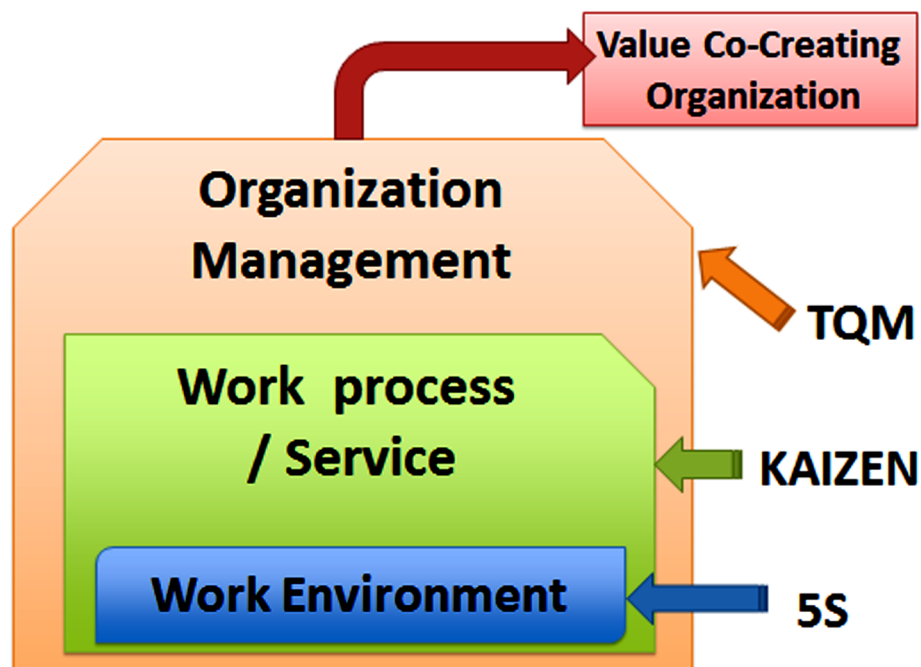 Value Co-Creating
Organization
Organization
Management
TQM
Work process
/ Service
KAIZEN
Work Environment
5S